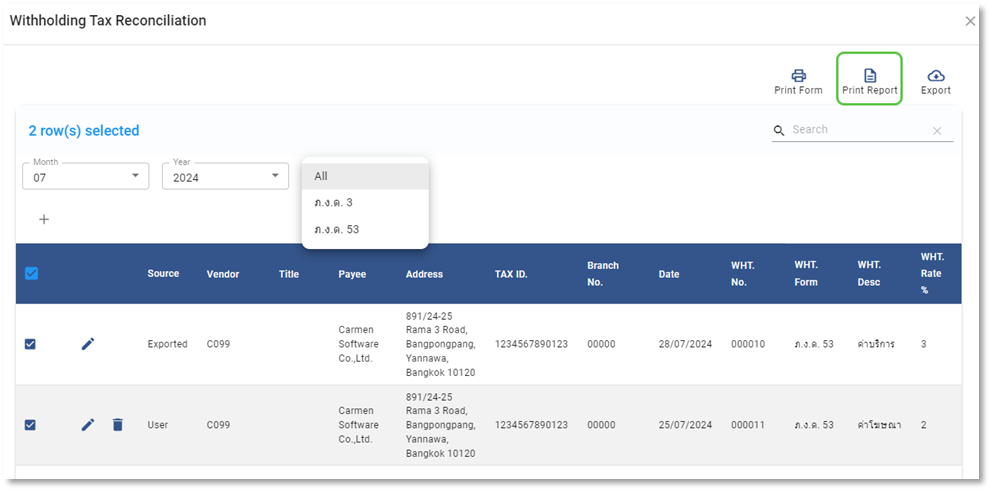 Withholding Tax Reconciliation
Print Form
Print Report
Export
2 row(s) selected
Search
Month
07
Year
2024
All
ภ.ง.ด. 3
ภ.ง.ด. 53
Source
Vendor
Title
Payee
Address
TAX ID.
Branch
No.
Date
WHT.
No.
WHT.
Form
WHT.
Desc
WHT.
Rate
%
Exported
C099
Carmen
Software
Co.,Ltd.
891/24-25
Rama 3 Road,
Bangpongpang,
Yannawa,
Bangkok 10120
1234567890123
00000
28/07/2024
000010
ภ.ง.ด. 53
ค่าบริการ
3
User
C099
Carmen
Software
Co.,Ltd.
891/24-25
Rama 3 Road,
Bangpongpang,
Yannawa,
Bangkok 10120
1234567890123
00000
25/07/2024
000011
ภ.ง.ด. 53
ค่าโฆษณา
2